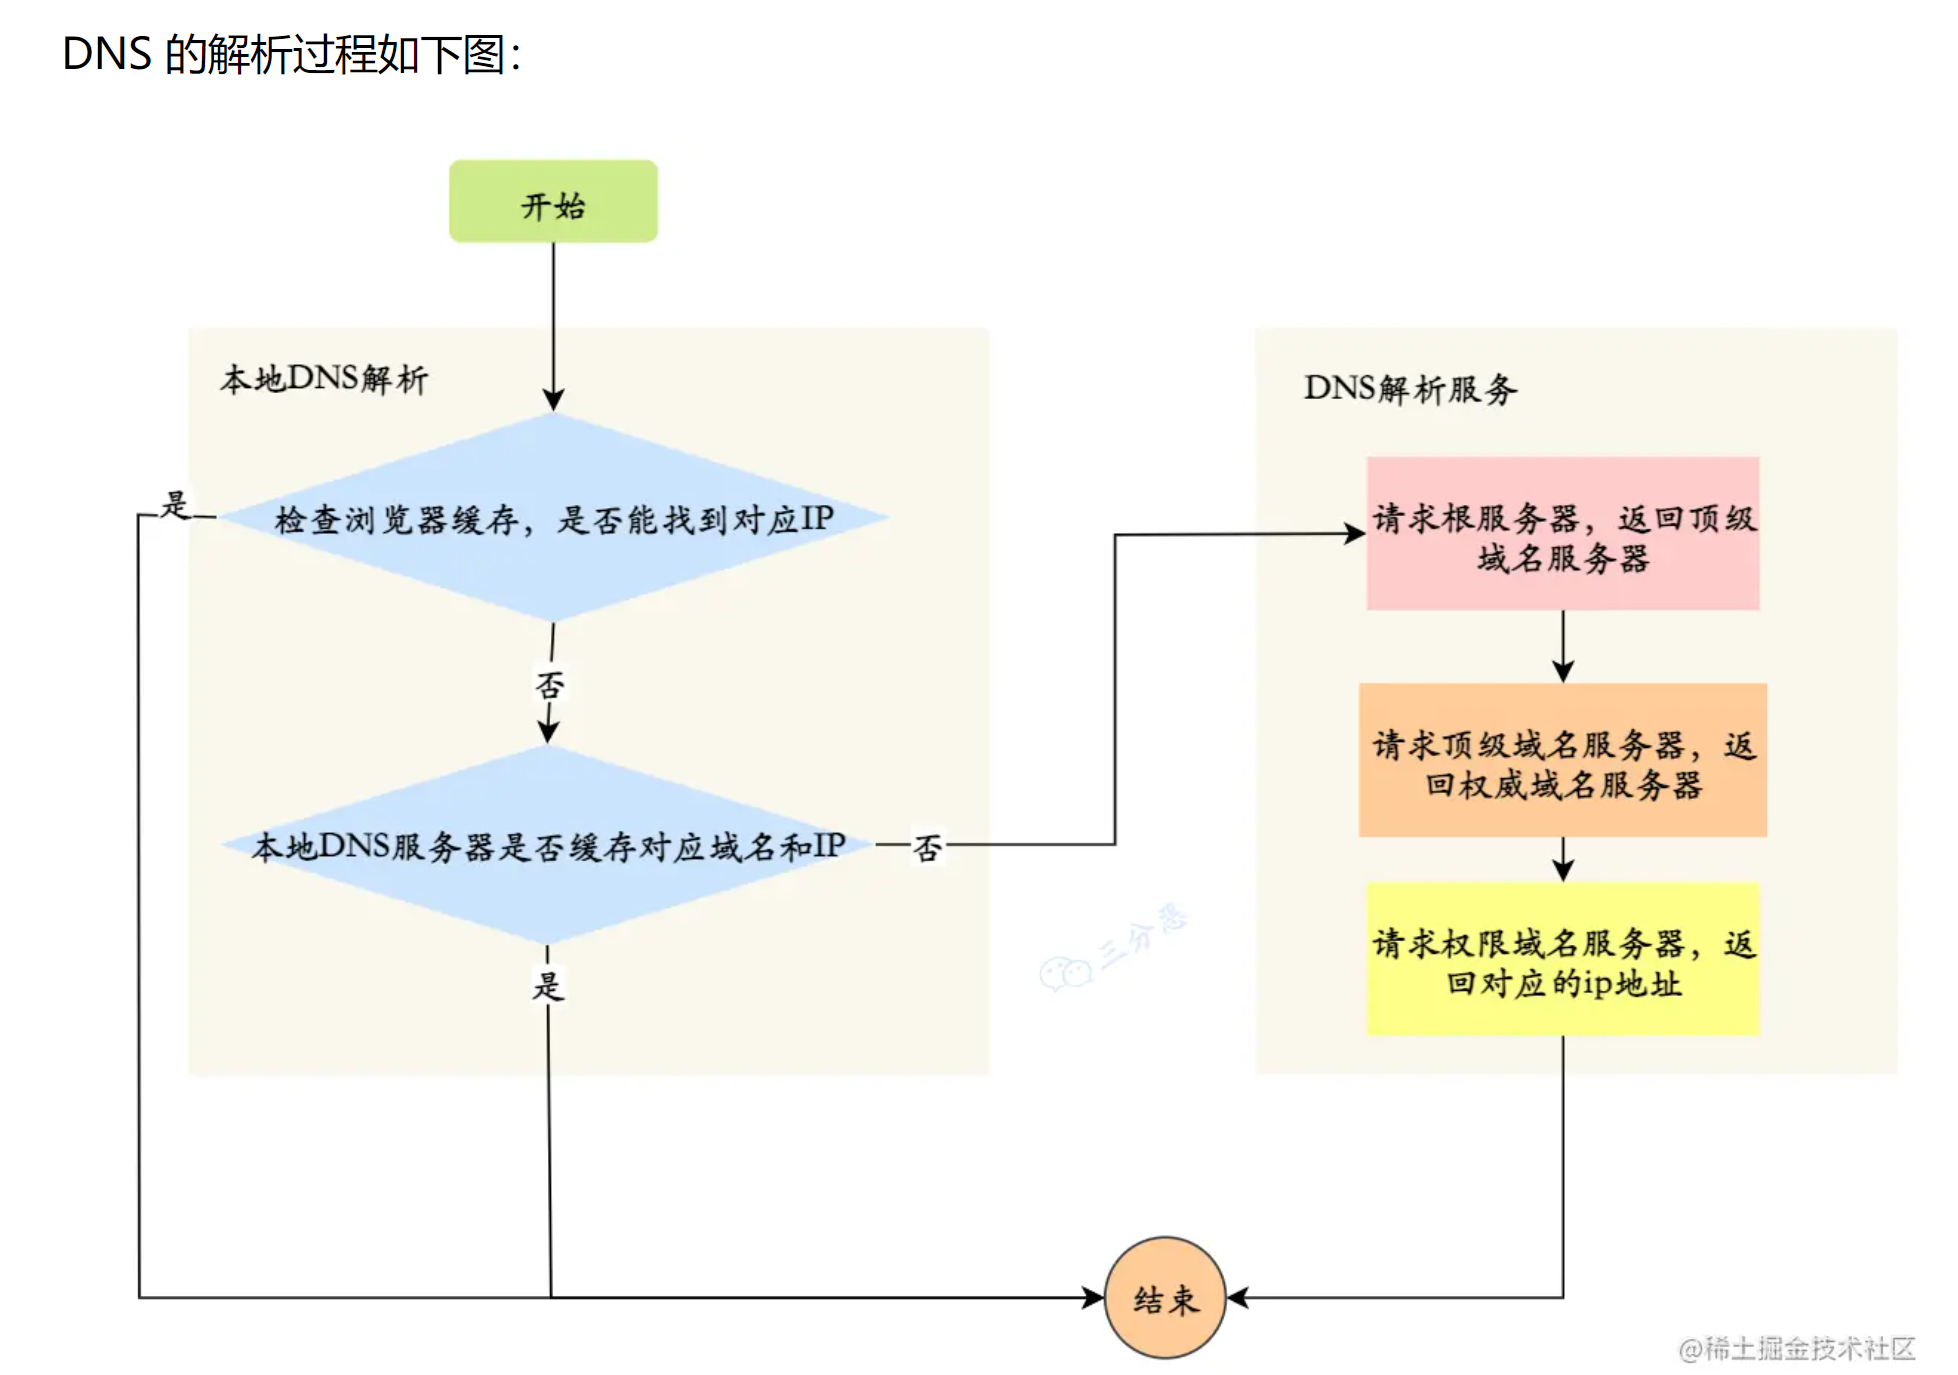 DNS 的解析过程如下图：
开始
本地DNS解析
检查浏览器缓存，是否能找到对应IP
是
否
本地DNS服务器是否缓存对应域名和IP
否
是
DNS解析服务
请求根服务器，返回顶级
域名服务器
请求顶级域名服务器，返
回权威域名服务器
请求权限域名服务器，返
回对应的ip地址
三分恶
结束
@稀土掘金技术社区